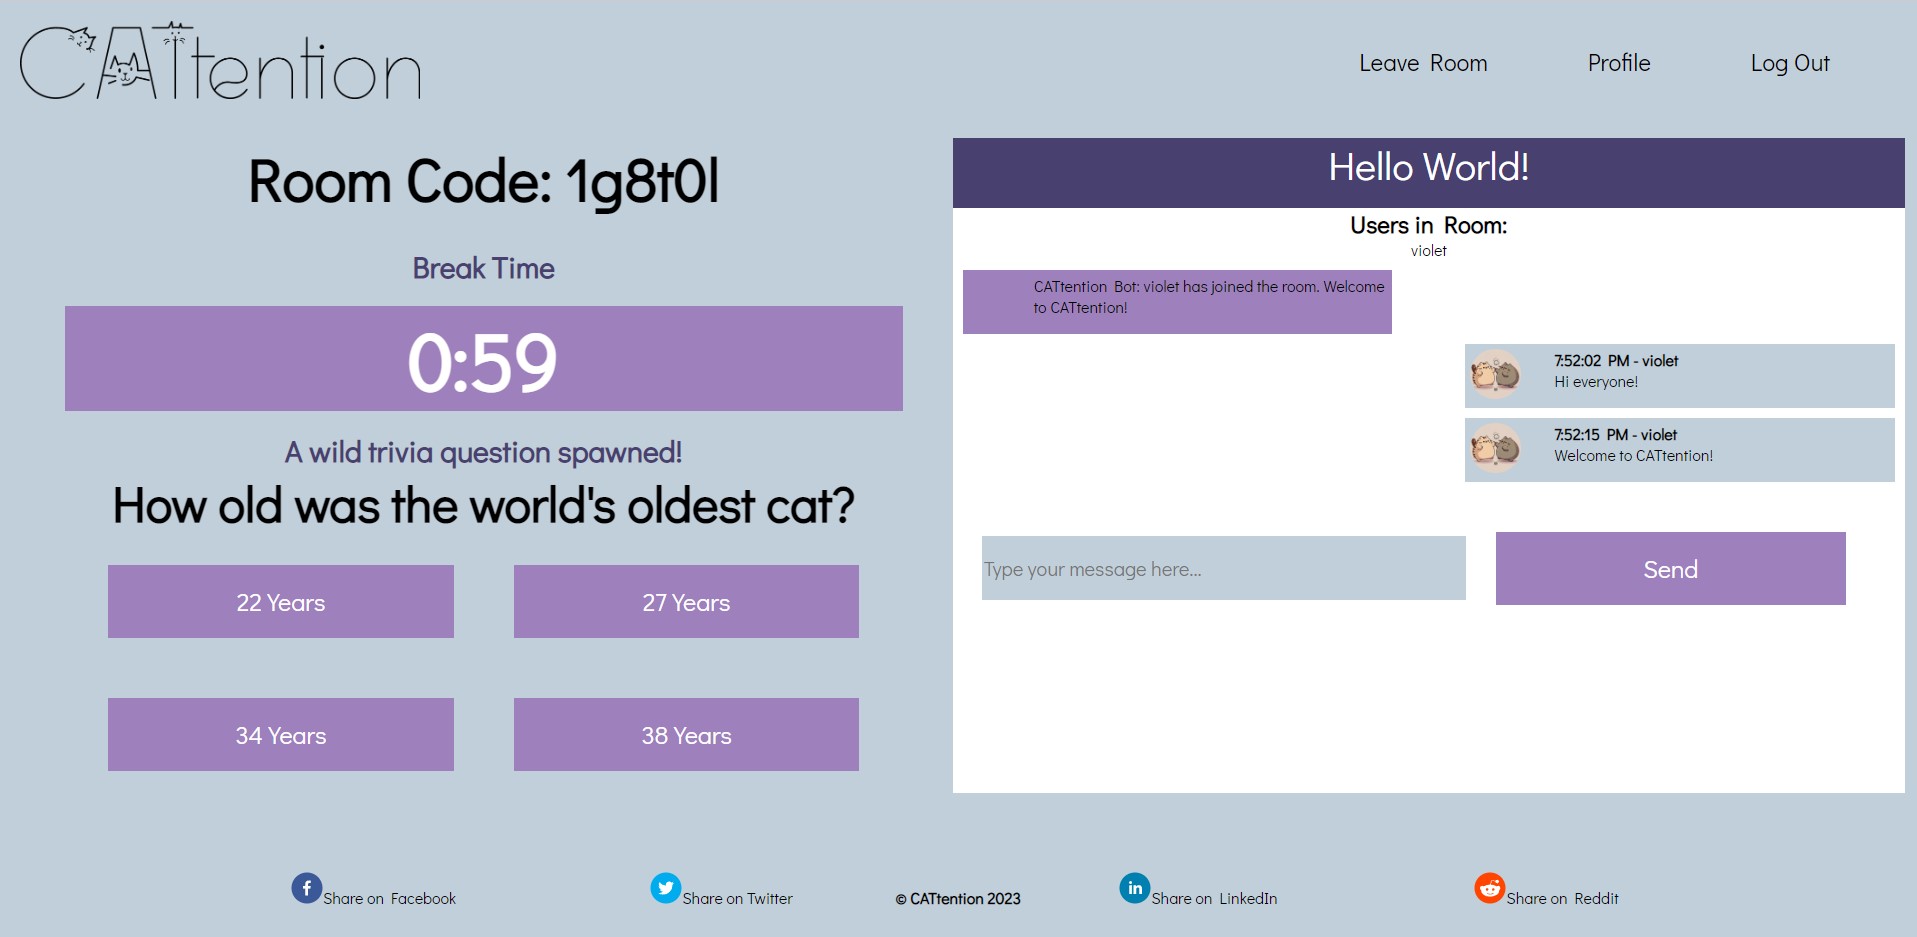 CATtention
Leave Room
Profile
Log Out
Room Code: 1g8t0l
Break Time
0:59
A wild trivia question spawned!
How old was the world's oldest cat?
22 Years
27 Years
34 Years
38 Years
Hello World!
Users in Room:
violet
CATtention Bot: violet has joined the room. Welcome
to CATtention!
7:52:02 PM - violet
Hi everyone!
7:52:15 PM - violet
Welcome to CATtention!
Type your message here...
Send
Share on Facebook
Share on Twitter
© CATtention 2023
Share on LinkedIn
Share on Reddit